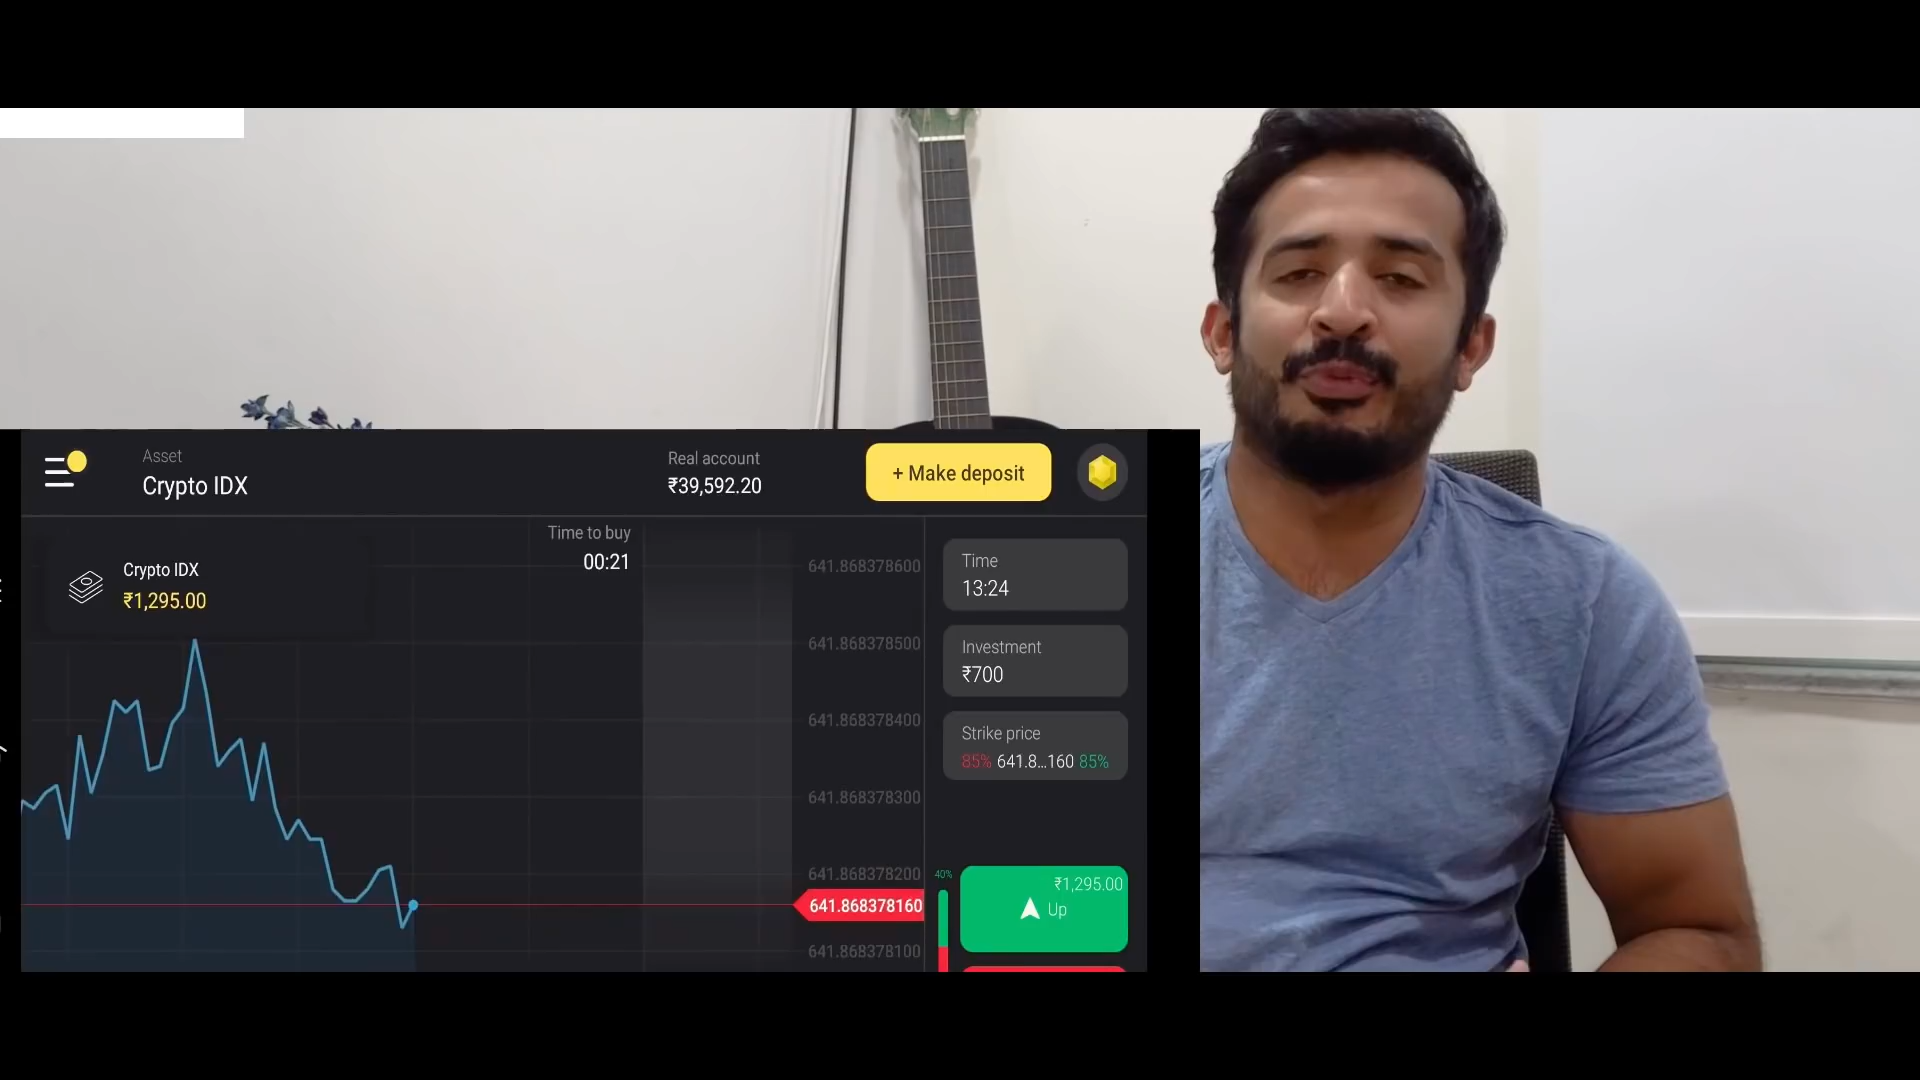 Asset
Crypto IDX
Real account
₹39,592.20
+ Make deposit
Time to buy
00:21
Crypto IDX
₹1,295.00
641.868378600
641.868378500
641.868378400
641.868378300
641.868378200
641.868378160
641.868378100
Time
13:24
Investment
₹700
Strike price
85% 641.8...160 85%
40%
₹1,295.00
Up